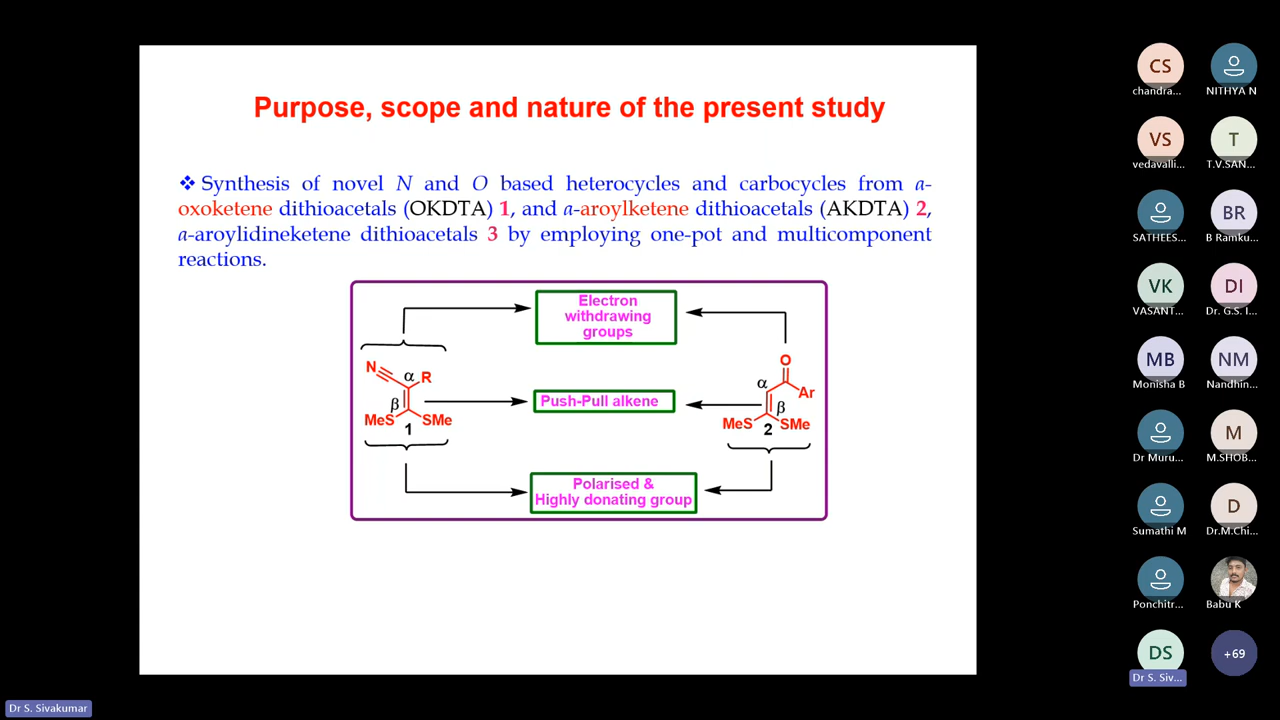 Purpose, scope and nature of the present study
❖ Synthesis of novel N and O based heterocycles and carbocycles from α-
oxoketene dithioacetals (OKDTA) 1, and α-aroylketene dithioacetals (AKDTA) 2,
α-aroylidineketene dithioacetals 3 by employing one-pot and multicomponent
reactions.
Electron
withdrawing
groups
N
α
R
β
MeS
SMe
1
Push-Pull alkene
O
α
Ar
β
MeS
SMe
2
Polarised &
Highly donating group
CS
chandra...
NITHYA N
VS
vedavalli...
T
T.V.SAN...
SATHEES...
BR
B Ramku...
VK
VASANT...
DI
Dr. G.S. I...
MB
Monisha B
NM
Nandhin...
Dr Muru...
M
M.SHOB...
Sumathi M
D
Dr.M.Chi...
Ponchitr...
Babu K
DS
Dr S. Siv...
+69
Dr S. Sivakumar